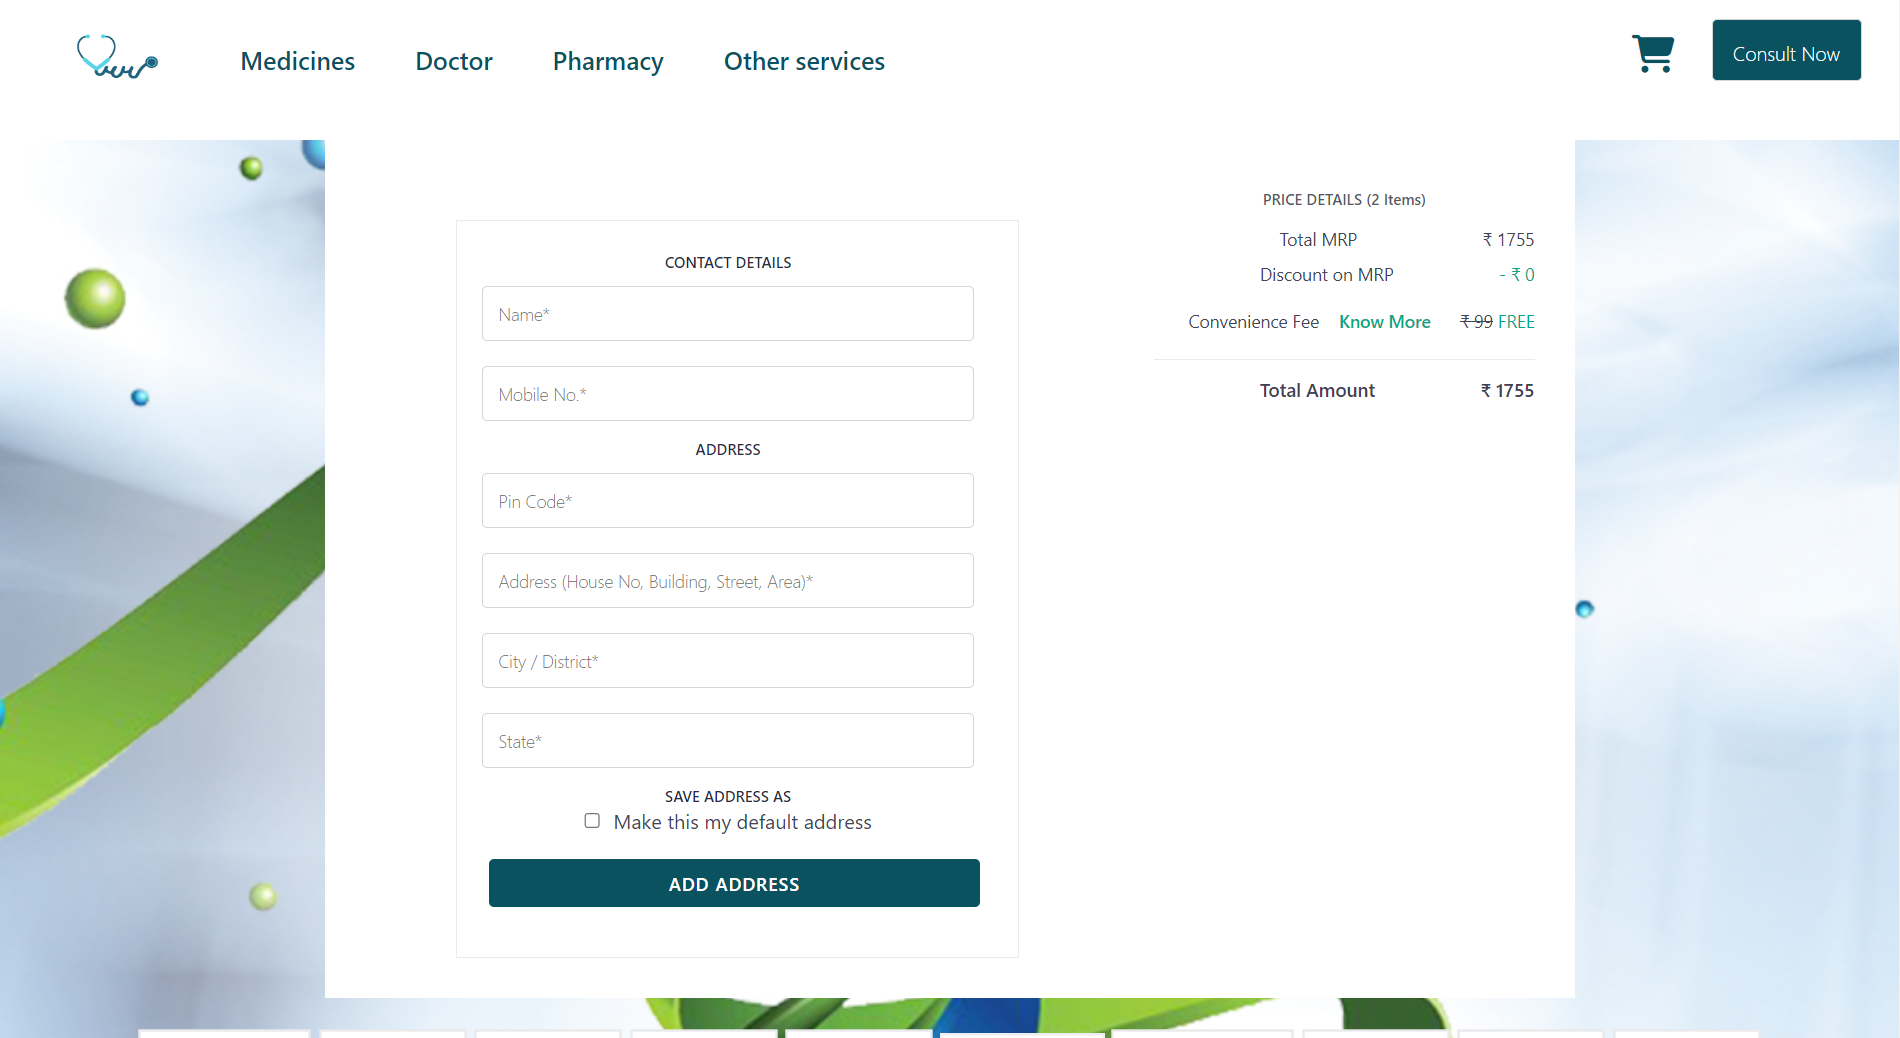 Medicines Doctor Pharmacy Other services Consult Now
CONTACT DETAILS
Name*
Mobile No.*
ADDRESS
Pin Code*
Address (House No, Building, Street, Area)*
City / District*
State*
SAVE ADDRESS AS
Make this my default address
ADD ADDRESS
PRICE DETAILS (2 Items)
Total MRP ₹ 1755
Discount on MRP - ₹ 0
Convenience Fee Know More ₹ 99 FREE
Total Amount ₹ 1755